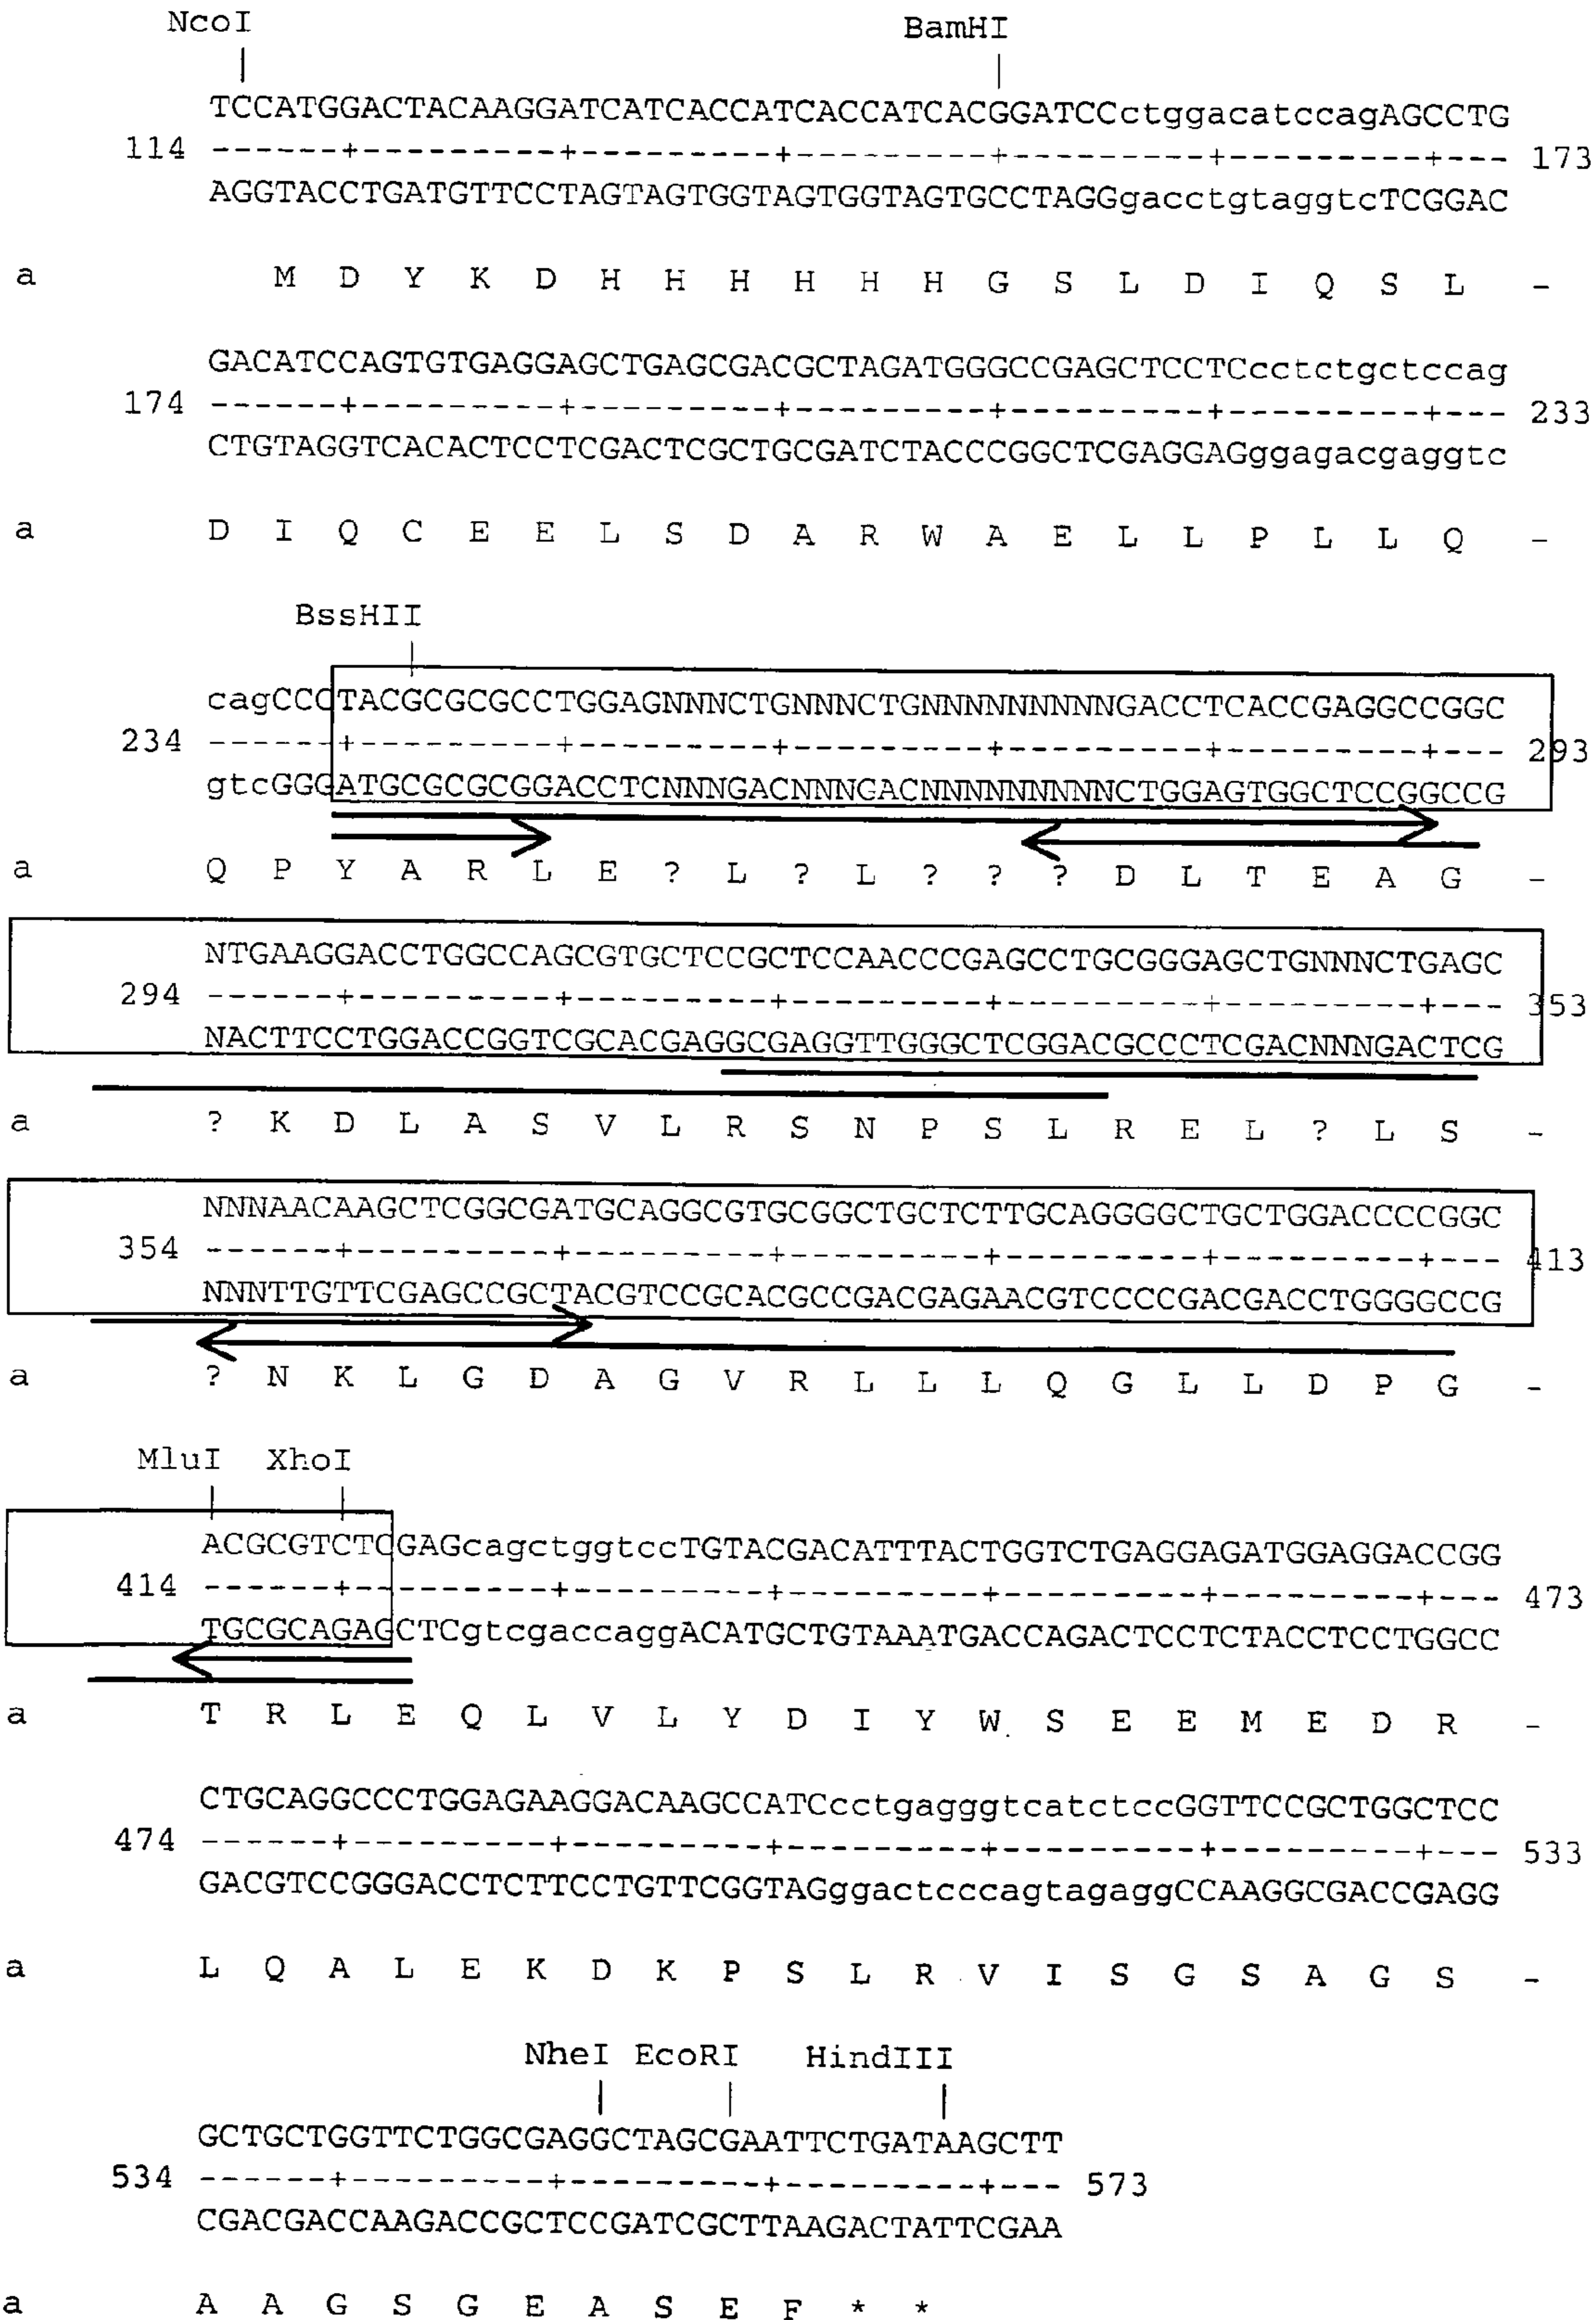 NcoI BamHI
TCCATGGACTACAAGGATCATCACCATCACCATCACGGATCCctggacatccagAGCCTG
114 ------+---------+---------+---------+---------+---------+--- 173
AGGTACCTGATGTTCCTAGTAGTGGTAGTGGTAGTGCCTAGGgacctgtaggtcTCGGAC
a M D Y K D H H H H H H G S L D I Q S L -
GACATCCAGTGTGAGGAGCTGAGCGACGCTAGATGGGCCGAGCTCCTCcctctgctccag
174 ------+---------+---------+---------+---------+---------+--- 233
CTGTAGGTCACACTCCTCGACTCGCTGCGATCTACCCGGCTCGAGGAGggagacgaggtc
a D I Q C E E L S D A R W A E L L P L L Q -
BssHII
cagCCCTACGCGCGCCTGGAGNNNCTGNNNCTGNNNNNNNNNGACCTCACCGAGGCCGGC
234 ------+---------+---------+---------+---------+---------+--- 293
gtcGGGATGCGCGCGGACCTCNNNGACNNNGACNNNNNNNNNCTGGAGTGGCTCCGGCCG
a Q P Y A R L E ? L ? L ? ? ? D L T E A G -
NTGAAGGACCTGGCCAGCGTGCTCCGCTCCAACCCGAGCCTGCGGGAGCTGNNNCTGAGC
294 ------+---------+---------+---------+---------+---------+--- 353
NACTTCCTGGACCGGTCGCACGAGGCGAGGTTGGGCTCGGACGCCCTCGACNNNGACTCG
a ? K D L A S V L R S N P S L R E L ? L S -
NNNAACAAGCTCGGCGATGCAGGCGTGCGGCTGCTCTTGCAGGGGCTGCTGGACCCCGGC
354 ------+---------+---------+---------+---------+---------+--- 413
NNNTTGTTCGAGCCGCTACGTCCGCACGCCGACGAGAACGTCCCCGACGACCTGGGGCCG
a ? N K L G D A G V R L L L Q G L L D P G -
MluI XhoI
ACGCGTCTCGAGcagctggtccTGTACGACATTTACTGGTCTGAGGAGATGGAGGACCGG
414 ------+---------+---------+---------+---------+---------+--- 473
TGCGCAGAGCTCgtcgaccaggACATGCTGTAAATGACCAGACTCCTCTACCTCCTGGCC
a T R L E Q L V L Y D I Y W S E E M E D R -
CTGCAGGCCCTGGAGAAGGACAAGCCATCcctgagggtcatctccGGTTCCGCTGGCTCC
474 ------+---------+---------+---------+---------+---------+--- 533
GACGTCCGGGACCTCTTCCTGTTCGGTAGggactcccagtagaggCCAAGGCGACCGAGG
a L Q A L E K D K P S L R V I S G S A G S -
NheI EcoRI HindIII
GCTGCTGGTTCTGGCGAGGCTAGCGAATTCTGATAAGCTT
534 ------+---------+---------+---------+--- 573
CGACGACCAAGACCGCTCCGATCGCTTAAGACTATTCGAA
a A A G S G E A S E F * *